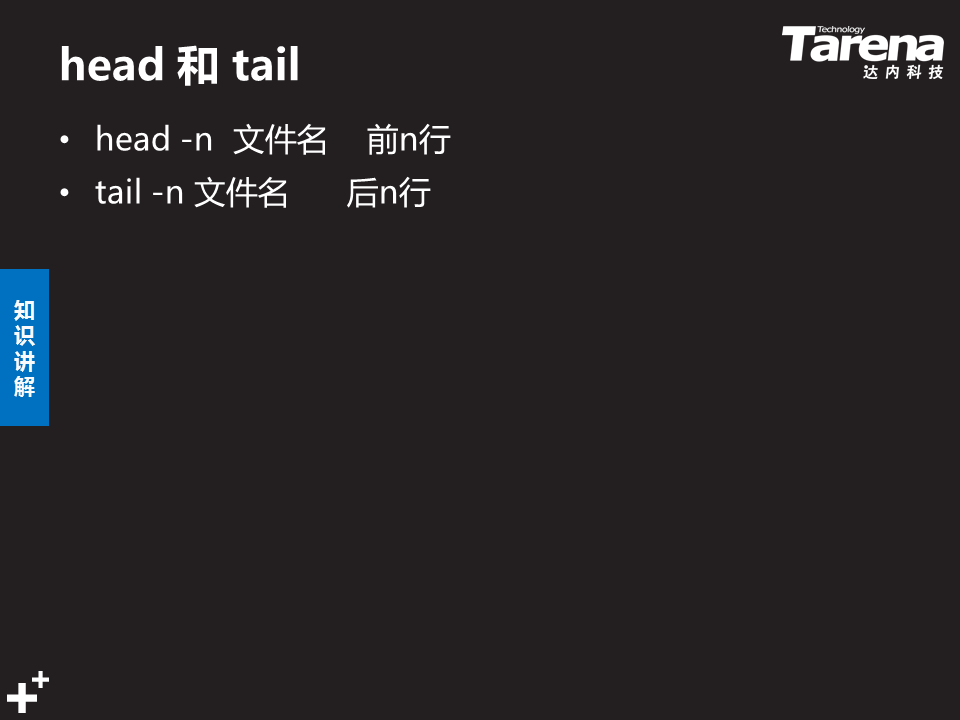 head 和 tail
Technology
Tarena
达内科技
• head -n 文件名 前n行
• tail -n 文件名 后n行
知
识
讲
解